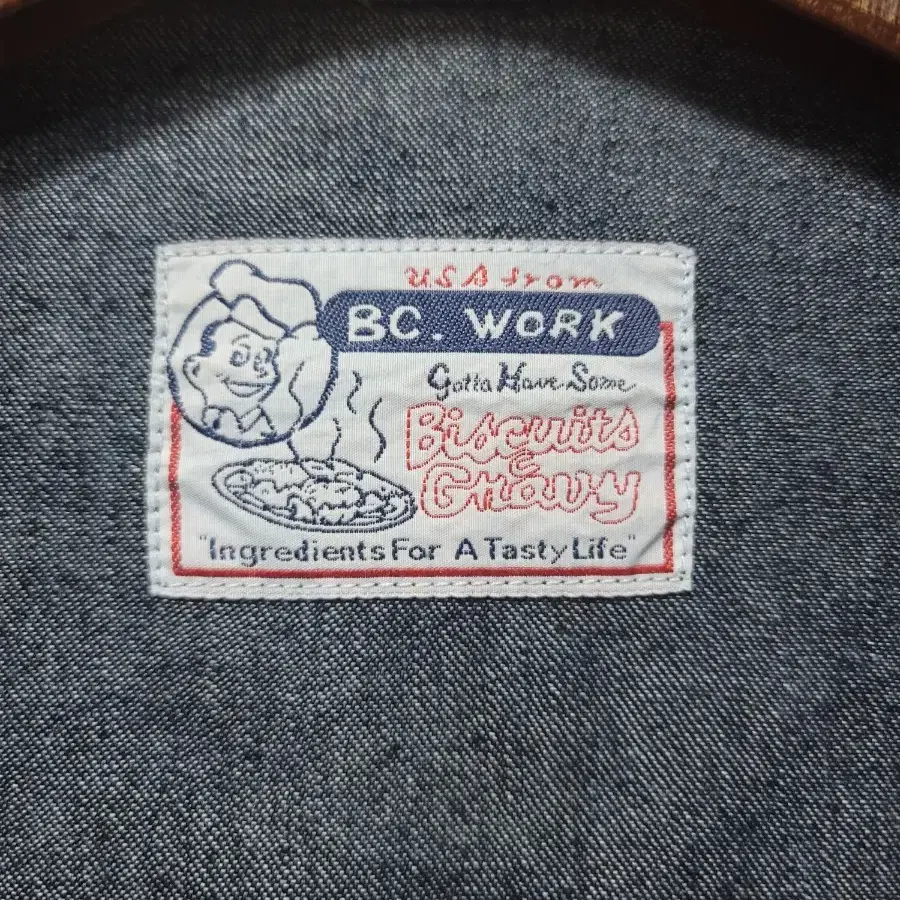 USA from
BC. WORK
Gotta Have Some
Biscuits
&
Gravy
"Ingredients For A Tasty Life"